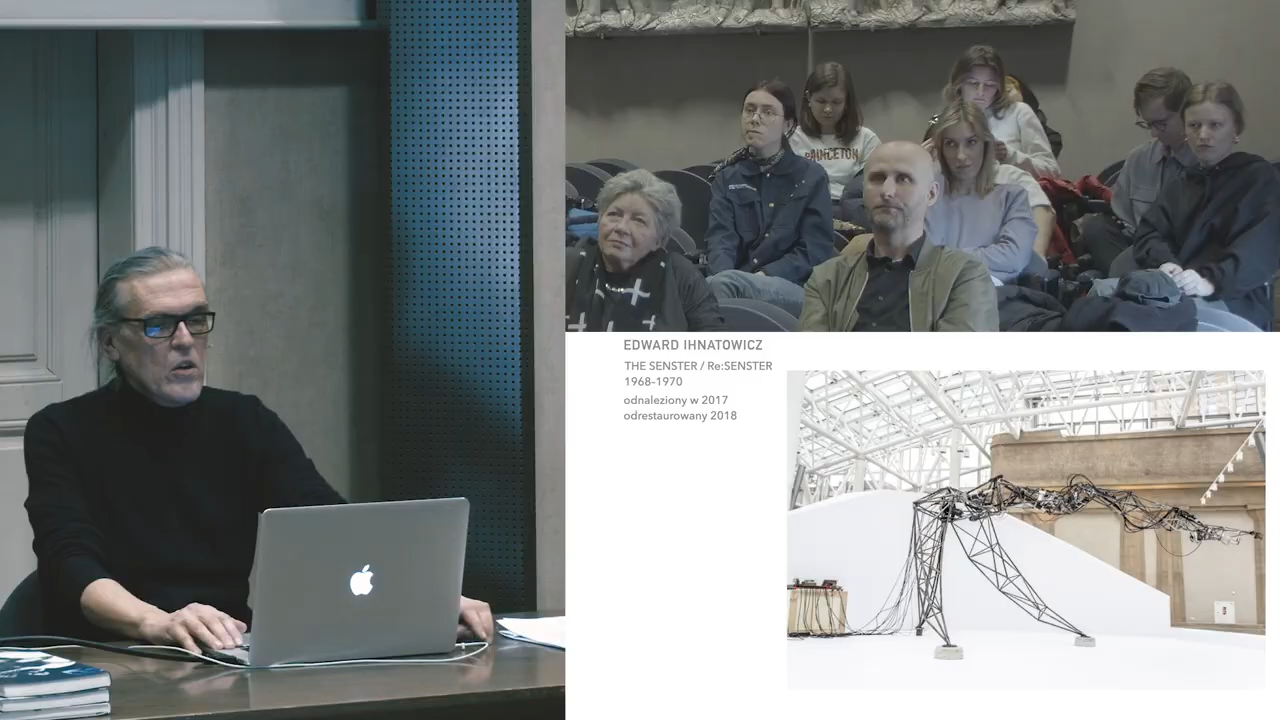 PRINCETON
EDWARD IHNATOWICZ
THE SENSTER / Re:SENSTER
1968-1970
odnaleziony w 2017
odrestaurowany 2018